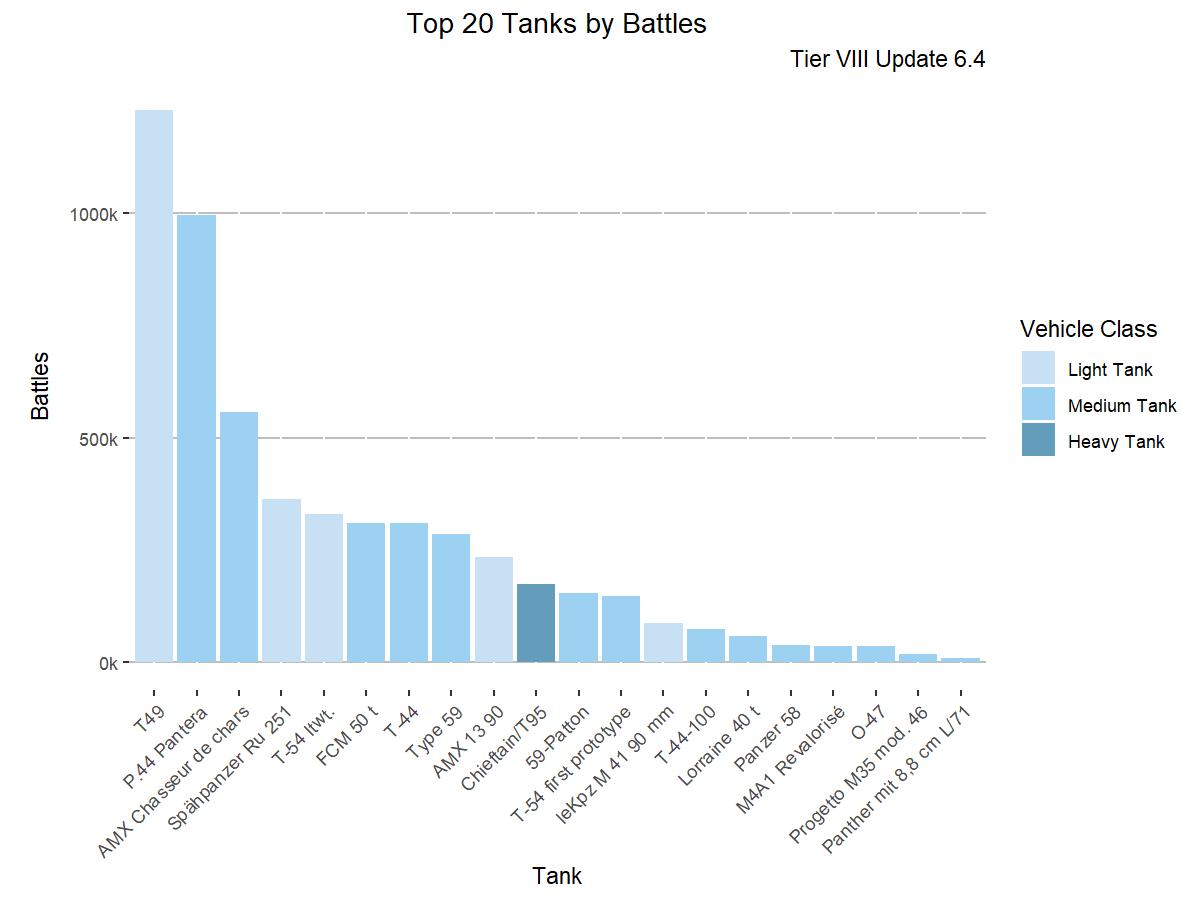 Top 20 Tanks by Battles
Tier VIII Update 6.4
Battles
1000k
500k
0k
T49
P.44 Pantera
AMX Chasseur de chars
Spähpanzer Ru 251
T-54 ltwt.
FCM 50 t
T-44
Type 59
AMX 13 90
Chieftain/T95
59-Patton
T-54 first prototype
leKpz M 41 90 mm
T-44-100
Lorraine 40 t
Panzer 58
M4A1 Revalorisé
O-47
Progetto M35 mod. 46
Panther mit 8,8 cm L/71
Tank
Vehicle Class
Light Tank
Medium Tank
Heavy Tank